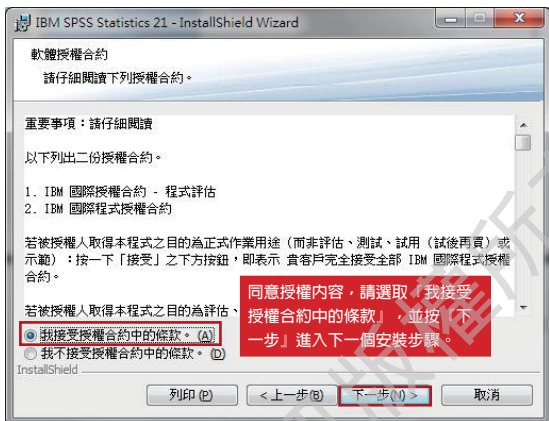 IBM SPSS Statistics 21 - InstallShield Wizard
軟體授權合約
請仔細閱讀下列授權合約。
重要事項：請仔細閱讀
以下列出二份授權合約。
1. IBM 國際授權合約 - 程式評估
2. IBM 國際程式授權合約
若被授權人取得本程式之目的為正式作業用途（而非評估、測試、試用（試後再買）或
示範）：按一下「接受」之下方按鈕，即表示 貴客戶完全接受全部 IBM 國際程式授權
合約。
若被授權人取得本程式之目的為評估、
同意授權內容，請選取『我接受
授權合約中的條款』，並按『下
一步』進入下一個安裝步驟。
我接受授權合約中的條款。(A)
我不接受授權合約中的條款。(D)
InstallShield
列印(P)
<上一步(B)
下一步(N) >
取消